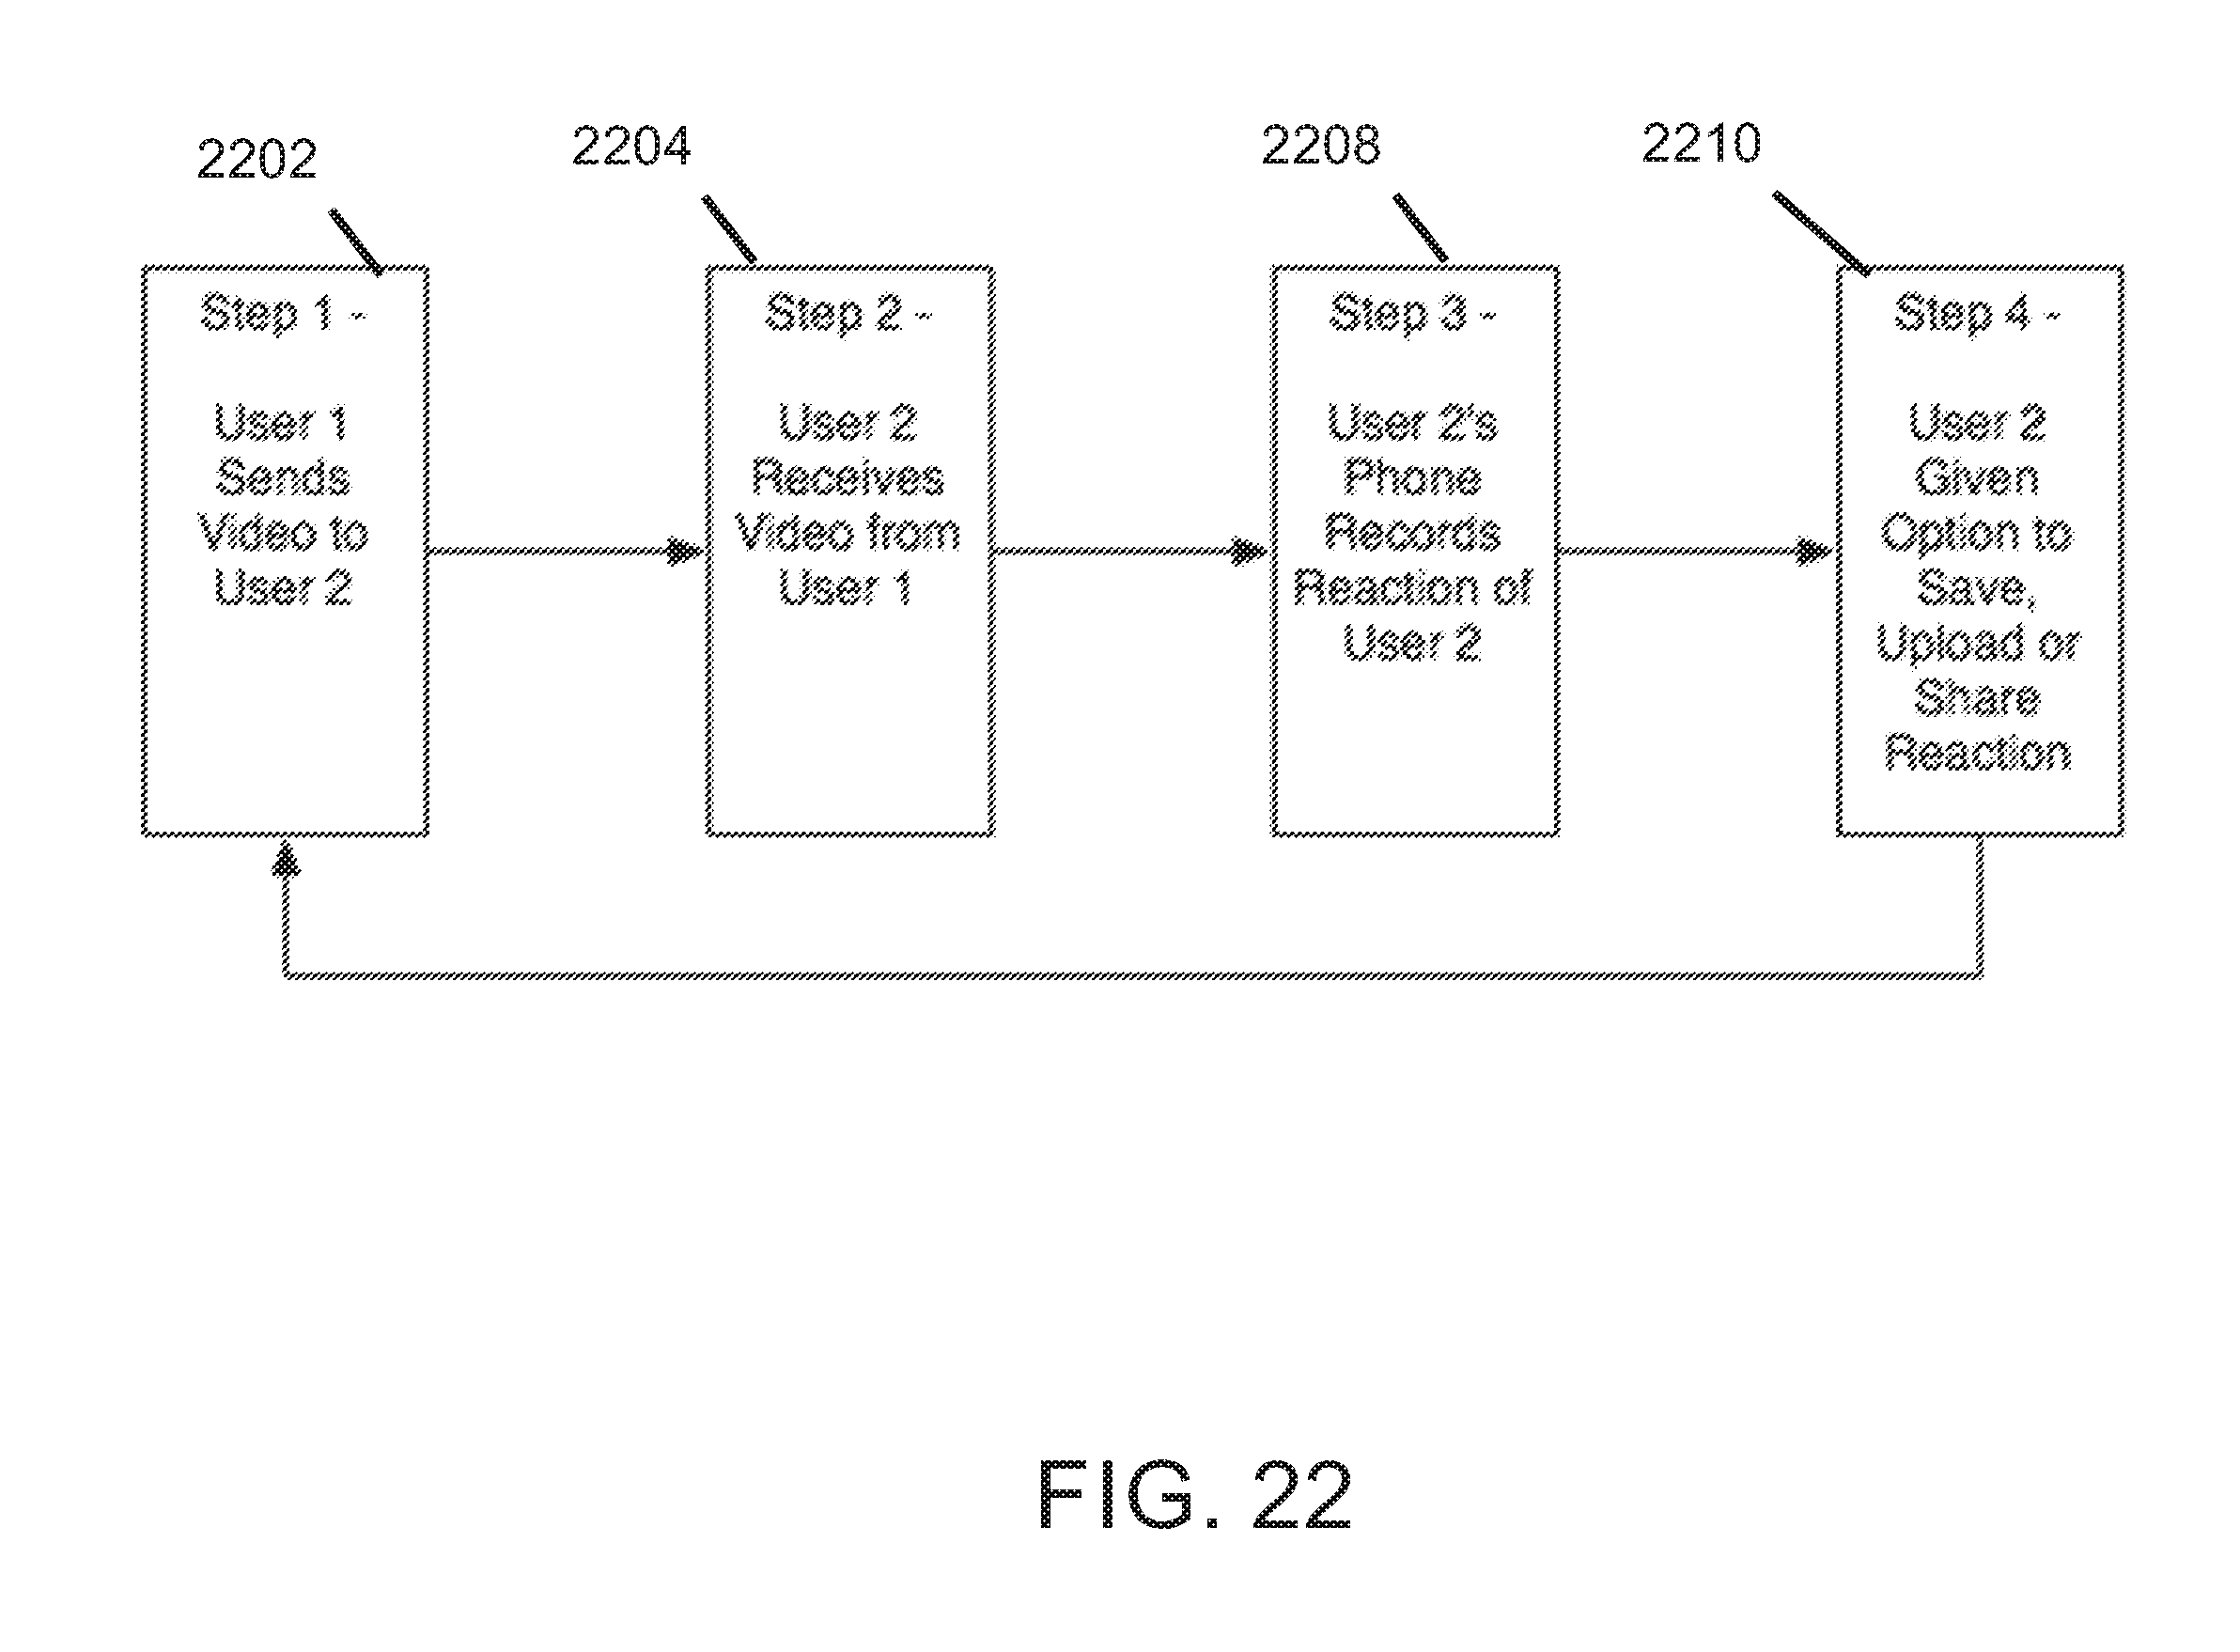 2202
2204
2208
2210
Step 1 -
User 1
Sends
Video to
User 2
Step 2 -
User 2
Receives
Video from
User 1
Step 3 -
User 2's
Phone
Records
Reaction of
User 2
Step 4 -
User 2
Given
Option to
Save,
Upload or
Share
Reaction
FIG. 22